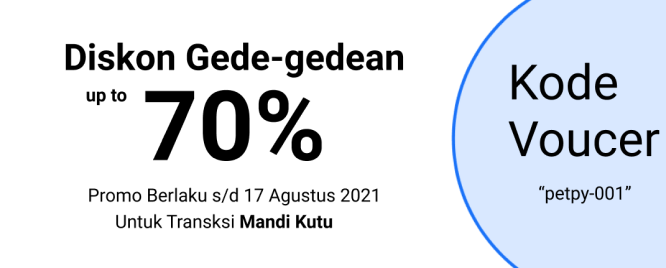 Diskon Gede-gedean
up to 70%
Promo Berlaku s/d 17 Agustus 2021
Untuk Transksi Mandi Kutu
Kode
Voucer
“petpy-001”